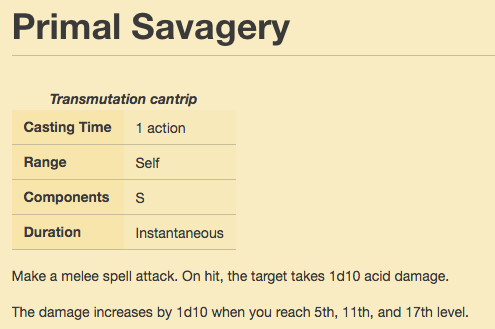 Primal Savagery
Transmutation cantrip
Casting Time 1 action
Range Self
Components S
Duration Instantaneous
Make a melee spell attack. On hit, the target takes 1d10 acid damage.
The damage increases by 1d10 when you reach 5th, 11th, and 17th level.